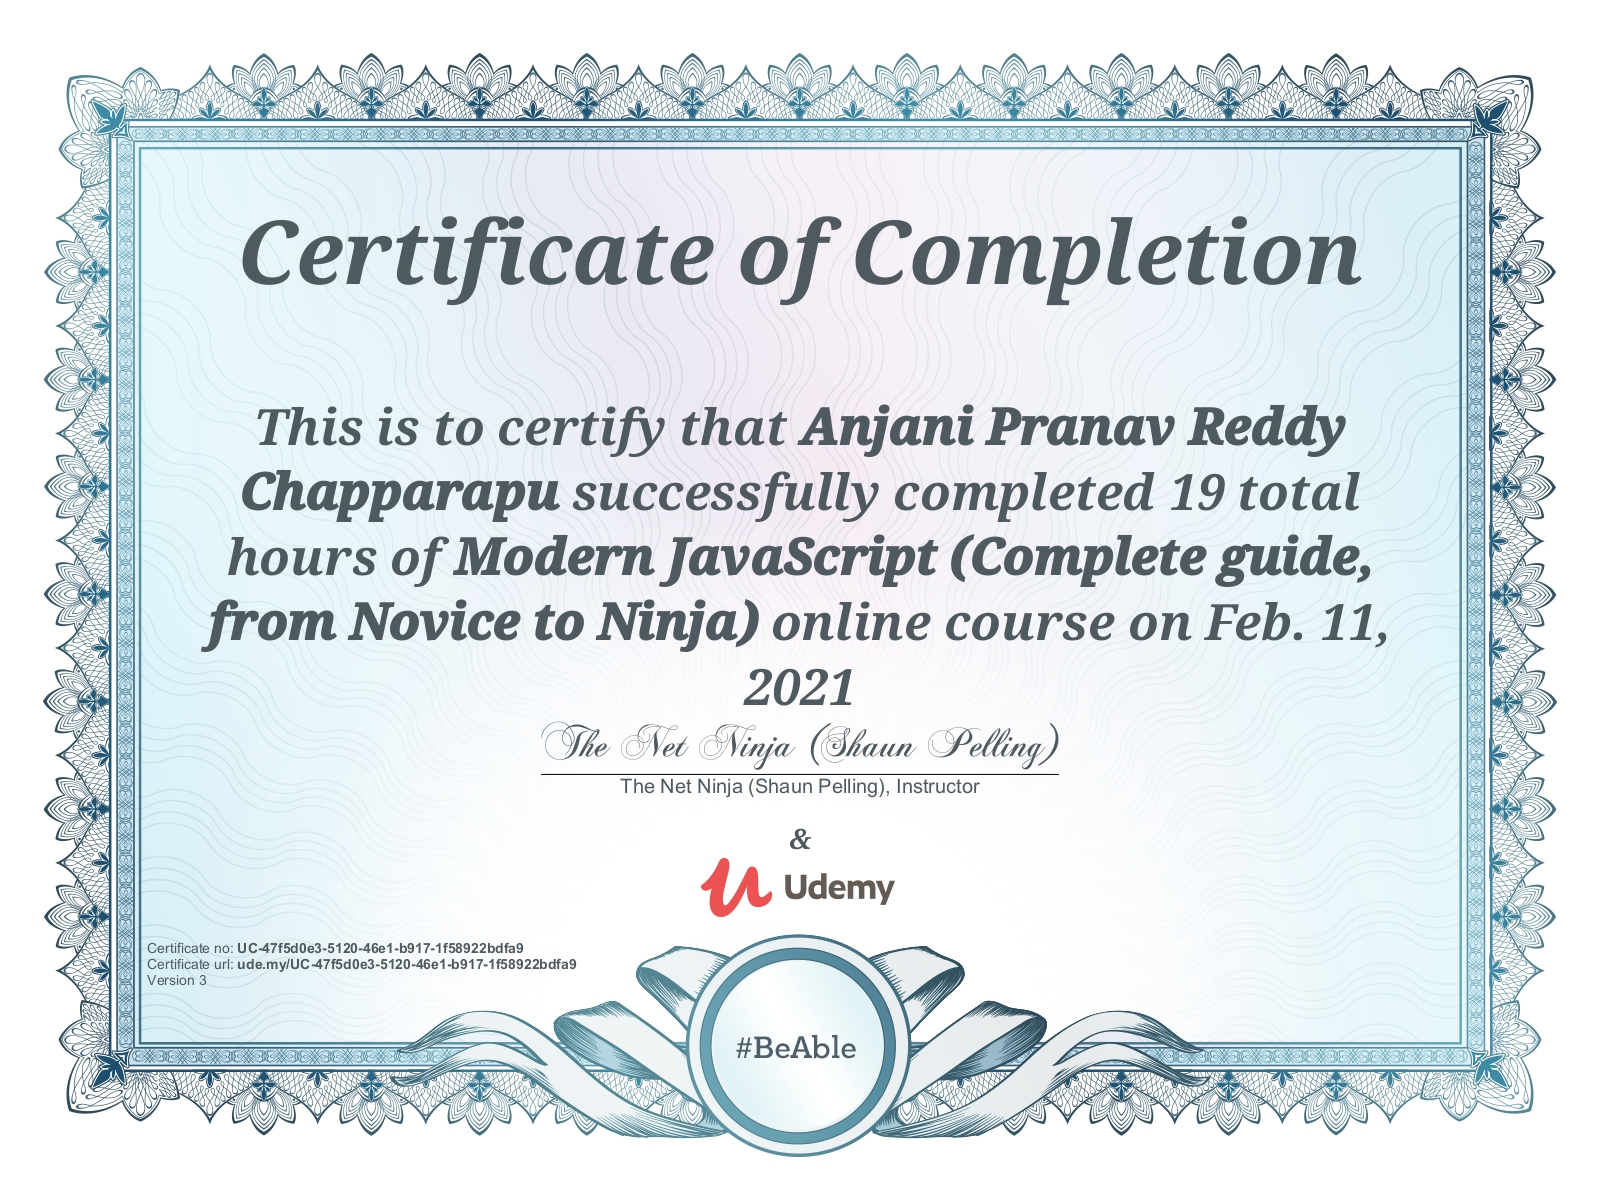 Certificate of Completion
This is to certify that Anjani Pranav Reddy
Chapparapu successfully completed 19 total
hours of Modern JavaScript (Complete guide,
from Novice to Ninja) online course on Feb. 11,
2021
The Net Ninja (Shaun Pelling)
The Net Ninja (Shaun Pelling), Instructor
&
Udemy
Certificate no: UC-47f5d0e3-5120-46e1-b917-1f58922bdfa9
Certificate url: ude.my/UC-47f5d0e3-5120-46e1-b917-1f58922bdfa9
Version 3
#BeAble